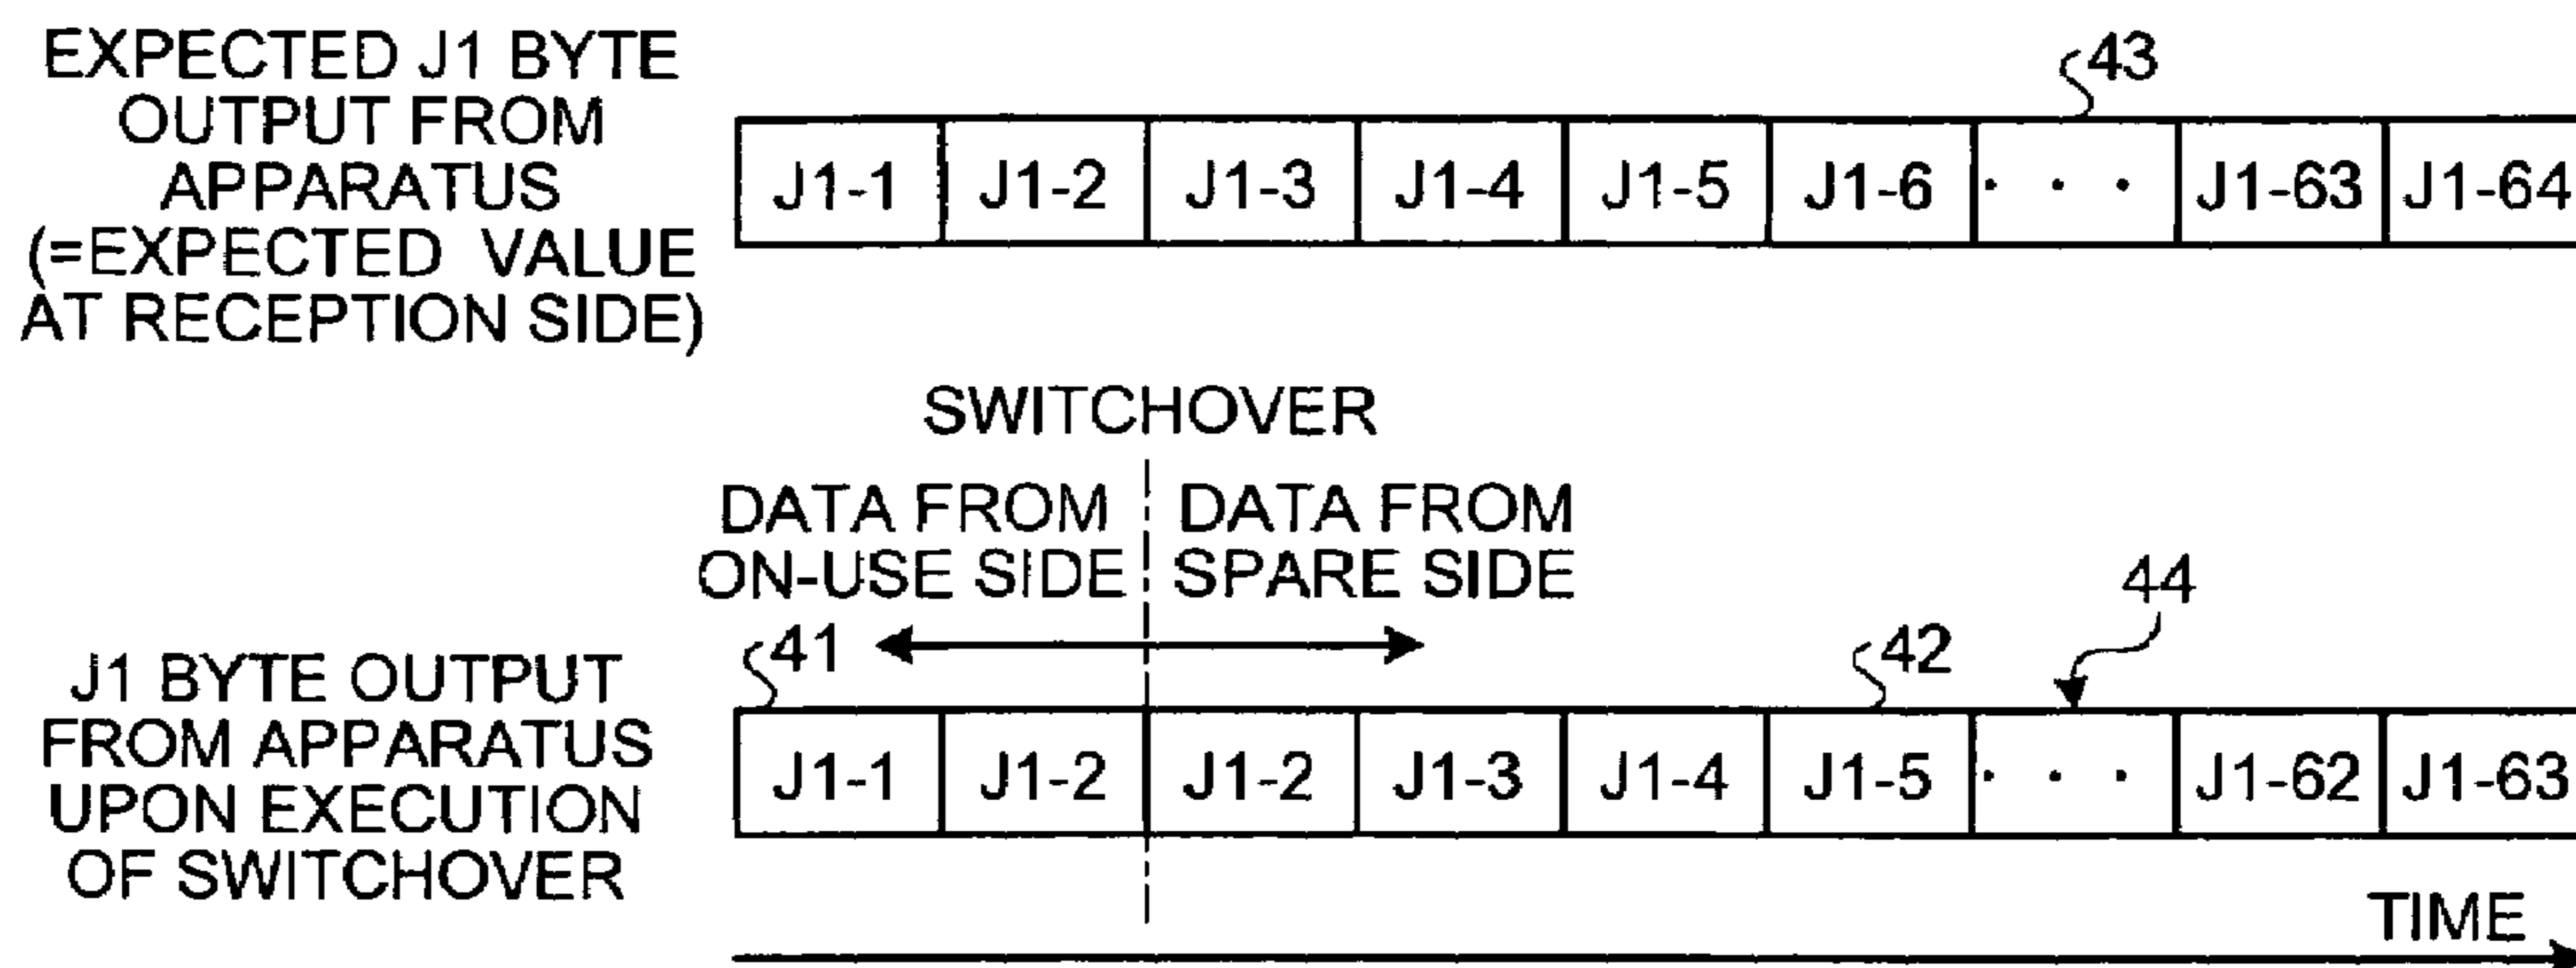 EXPECTED J1 BYTE
OUTPUT FROM
APPARATUS
(=EXPECTED VALUE
AT RECEPTION SIDE)
43
J1-1 J1-2 J1-3 J1-4 J1-5 J1-6 · · · J1-63 J1-64
SWITCHOVER
DATA FROM
ON-USE SIDE
DATA FROM
SPARE SIDE
41
42
44
J1 BYTE OUTPUT
FROM APPARATUS
UPON EXECUTION
OF SWITCHOVER
J1-1 J1-2 J1-2 J1-3 J1-4 J1-5 · · · J1-62 J1-63
TIME